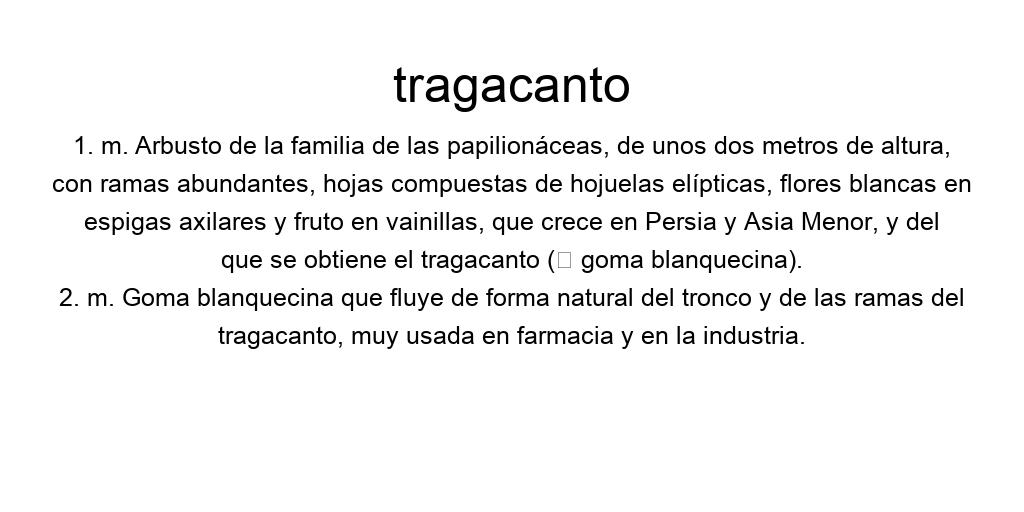 tragacanto
1. m. Arbusto de la familia de las papilionáceas, de unos dos metros de altura,
con ramas abundantes, hojas compuestas de hojuelas elípticas, flores blancas en
espigas axilares y fruto en vainillas, que crece en Persia y Asia Menor, y del
que se obtiene el tragacanto (□ goma blanquecina).
2. m. Goma blanquecina que fluye de forma natural del tronco y de las ramas del
tragacanto, muy usada en farmacia y en la industria.